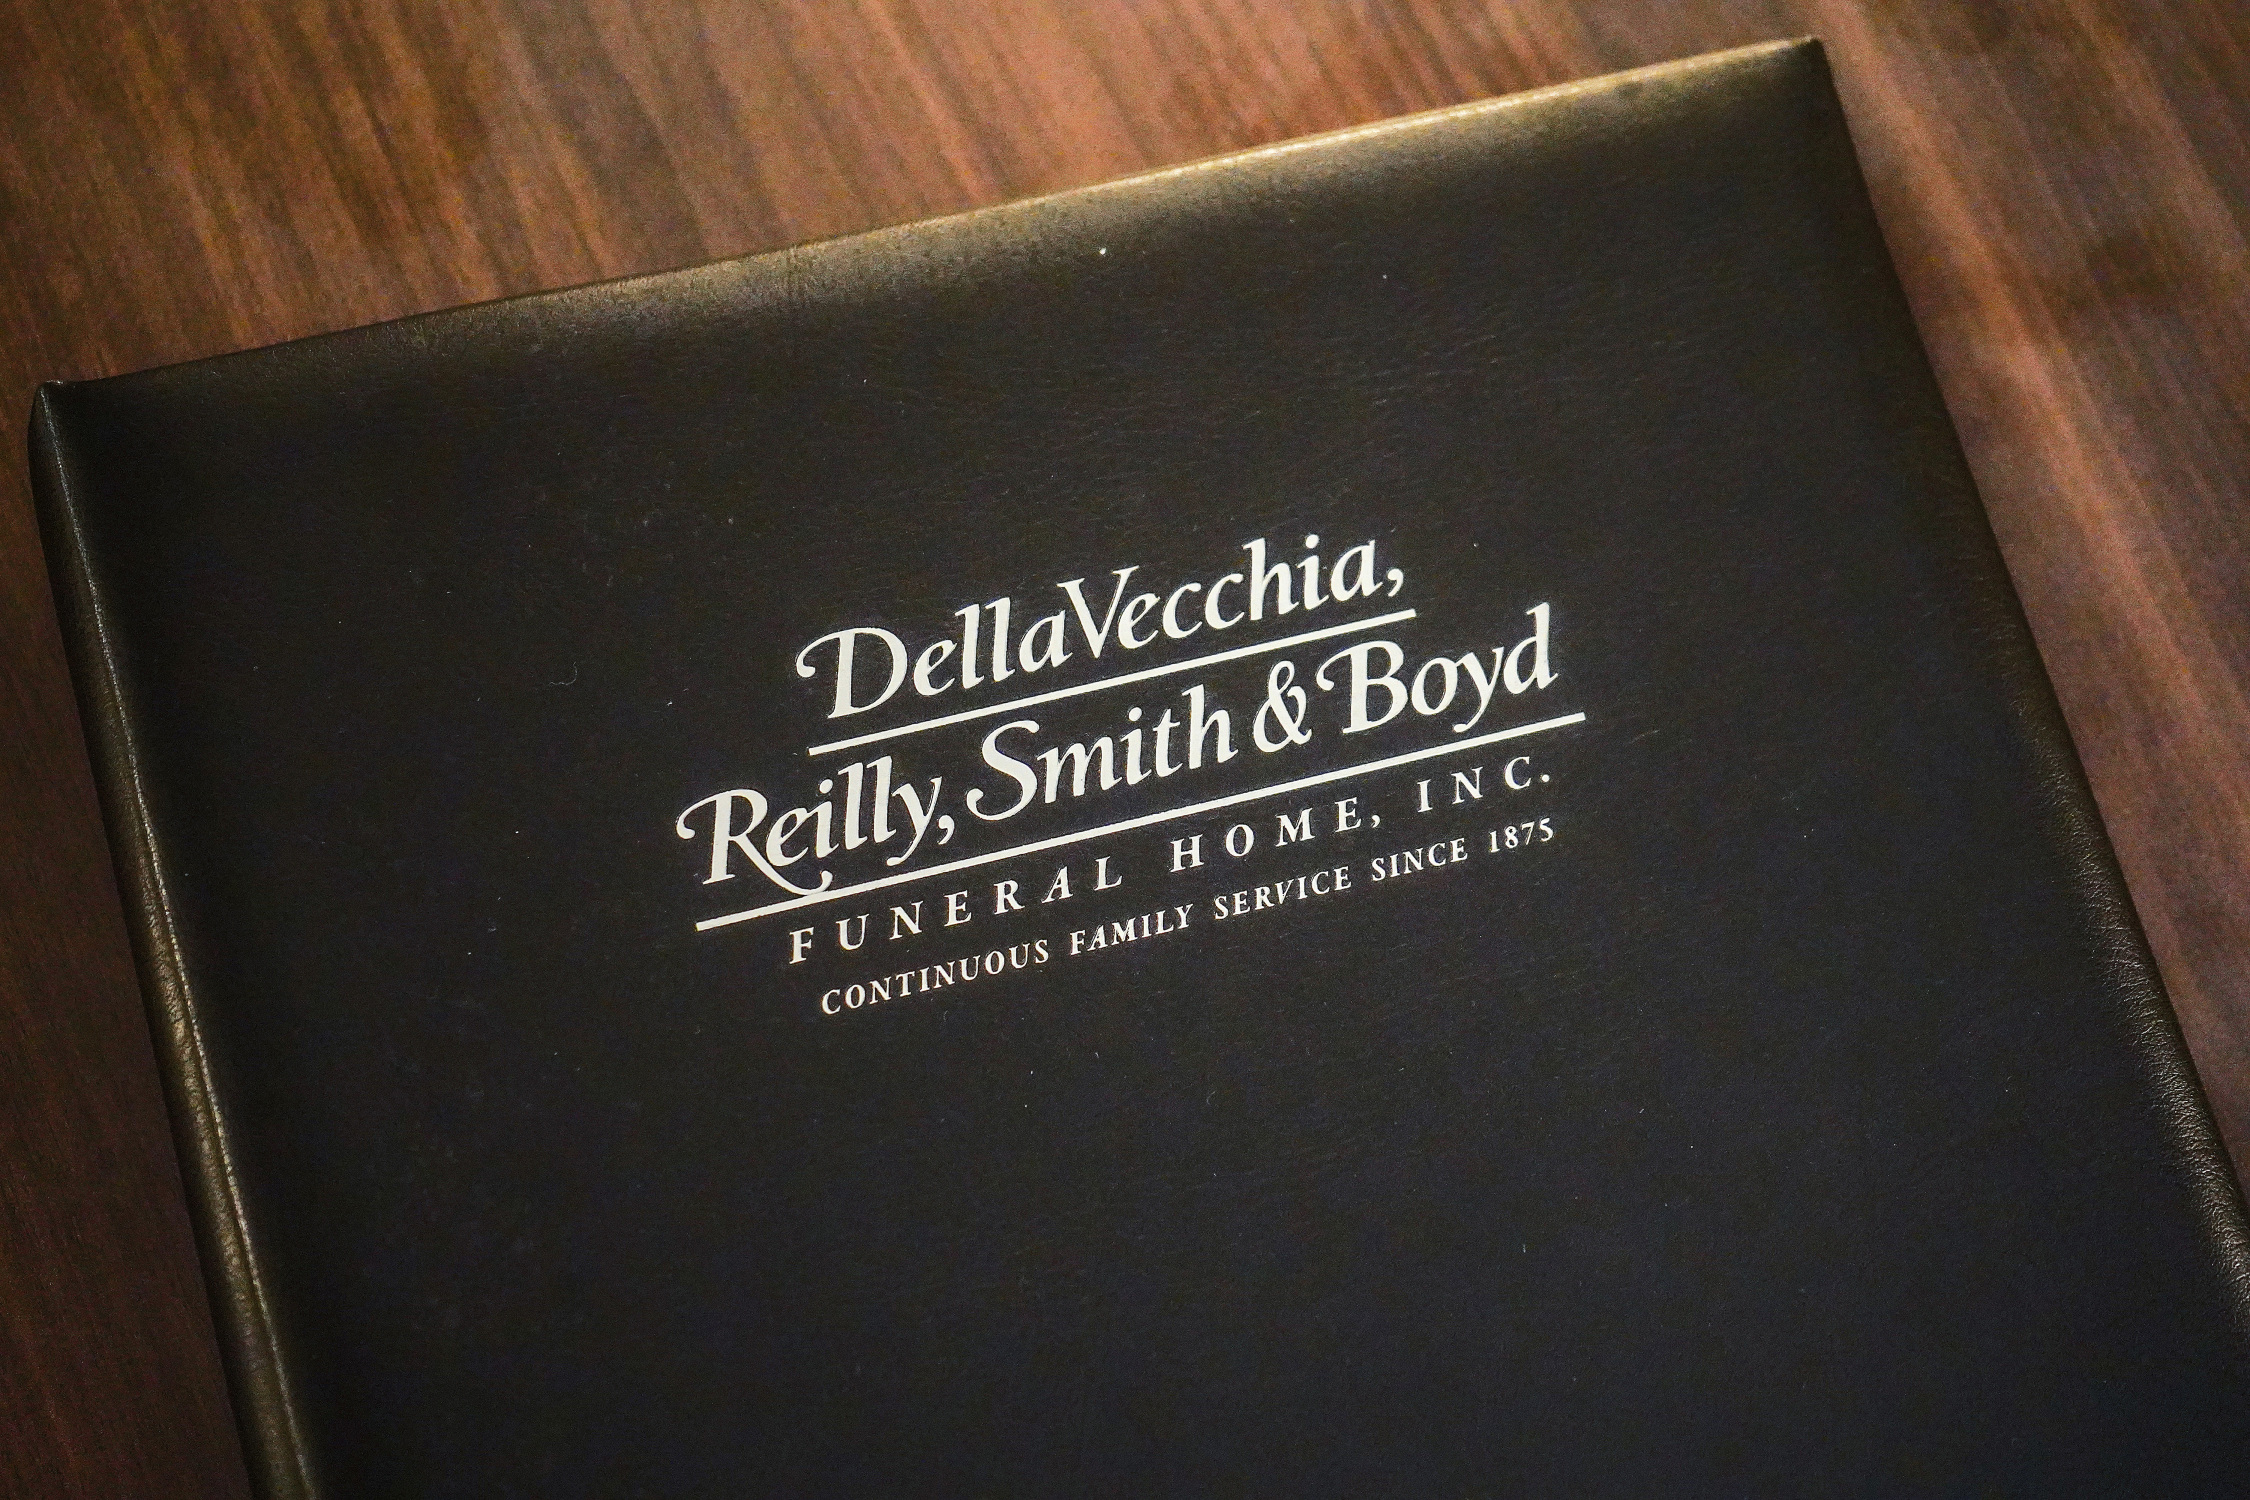 DellaVecchia,
Reilly, Smith & Boyd
FUNERAL HOME, INC.
CONTINUOUS FAMILY SERVICE SINCE 1875